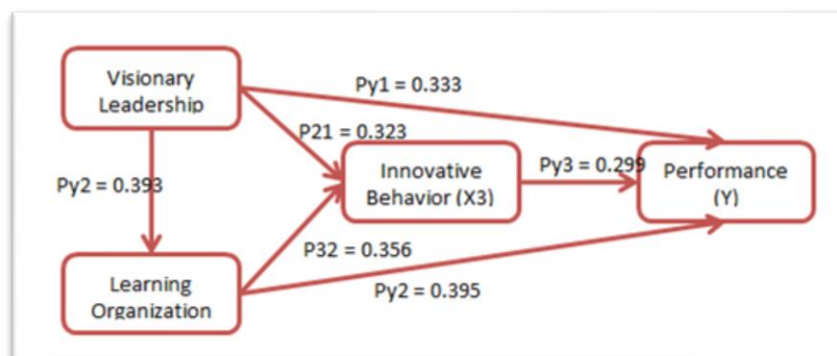 Visionary
Leadership
Py1 = 0.333
P21 = 0.323
Py2 = 0.393
Innovative
Behavior (X3)
Py3 = 0.299
Performance
(Y)
P32 = 0.356
Py2 = 0.395
Learning
Organization